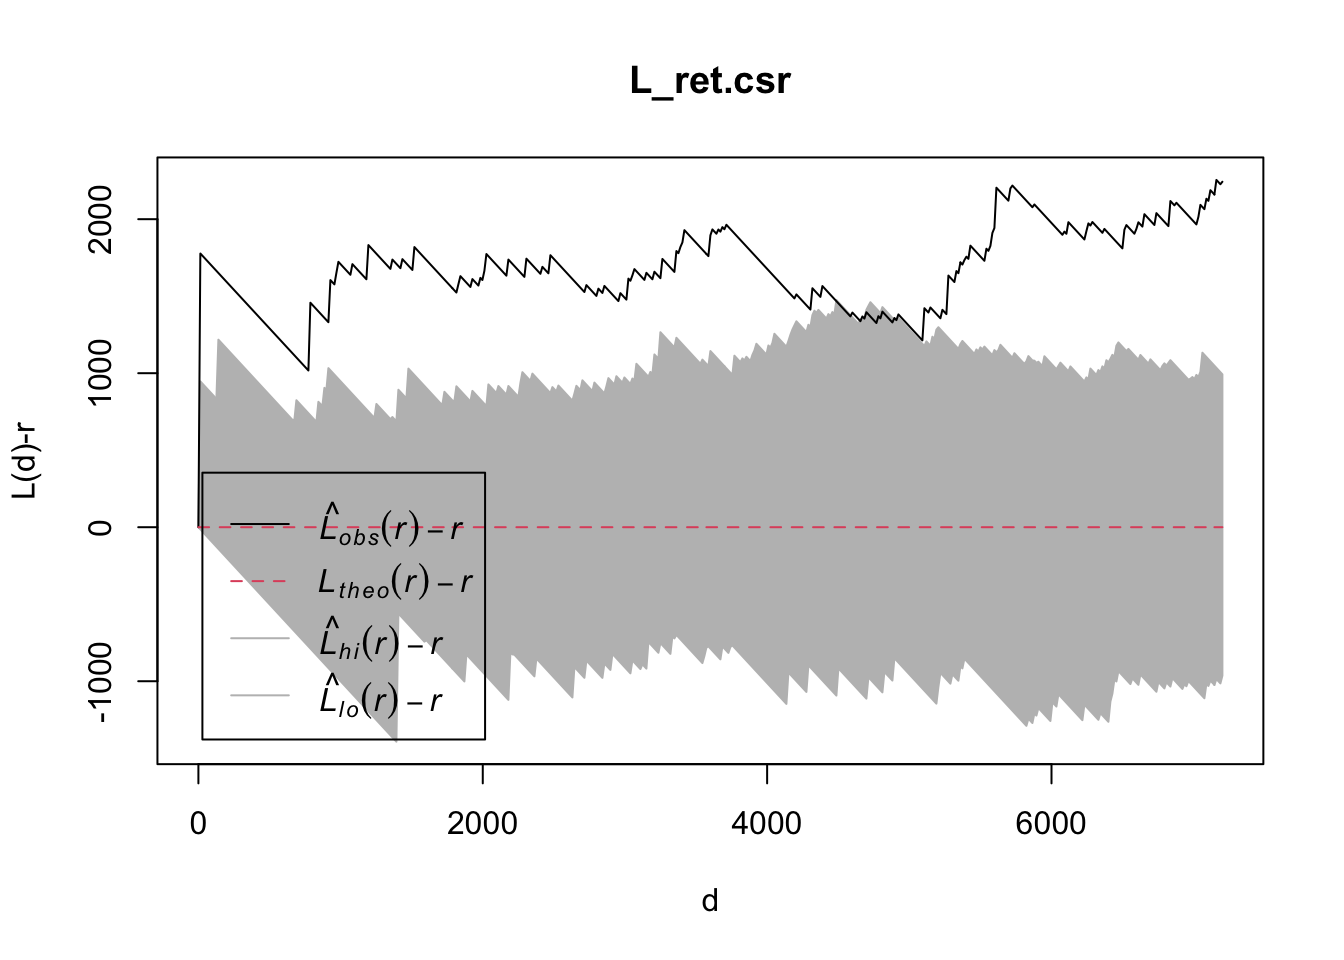 L_ret.csr
L(d)-r
2000
1000
0
-1000
L̂obs(r) − r
Ltheo(r) − r
L̂hi(r) − r
L̂lo(r) − r
0 2000 4000 6000
d